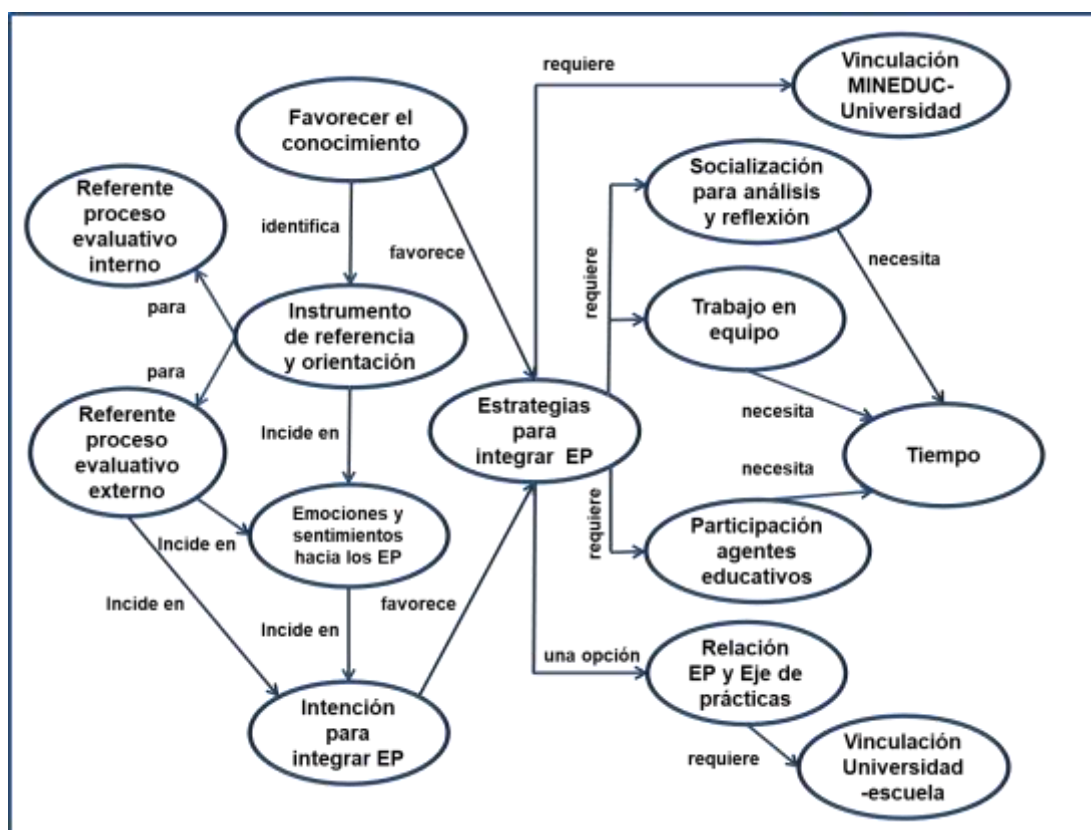 requiere
Vinculación
MINEDUC-
Universidad
Favorecer el
conocimiento
Socialización
para análisis
y reflexión
Referente
proceso
evaluativo
interno
identifica
favorece
requiere
necesita
para
Instrumento
de referencia
y orientación
Trabajo en
equipo
para
Referente
proceso
evaluativo
externo
Incide en
Estrategias
para
integrar EP
necesita
Tiempo
necesita
Emociones y
sentimientos
hacia los EP
Incide en
requiere
Participación
agentes
educativos
Incide en
Incide en
favorece
una opción
Relación
EP y Eje de
prácticas
Intención
para
integrar EP
requiere
Vinculación
Universidad
-escuela